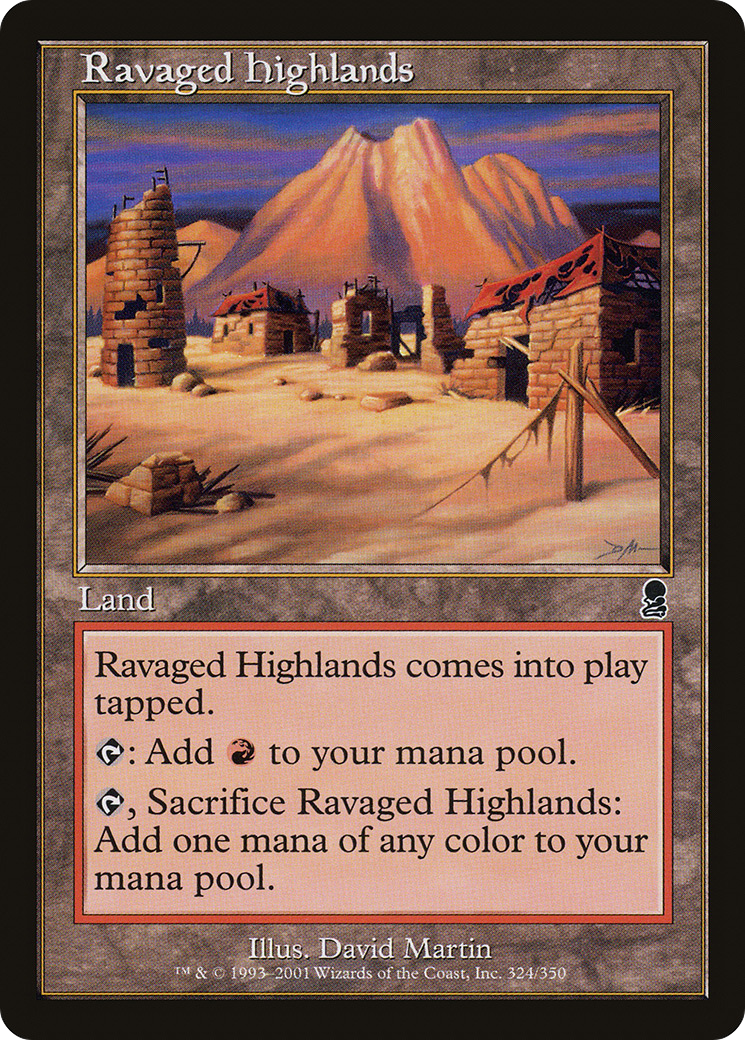 Ravaged Highlands
Land
Ravaged Highlands comes into play
tapped.
: Add to your mana pool.
, Sacrifice Ravaged Highlands:
Add one mana of any color to your
mana pool.
Illus. David Martin
™ & © 1993-2001 Wizards of the Coast, Inc. 324/350